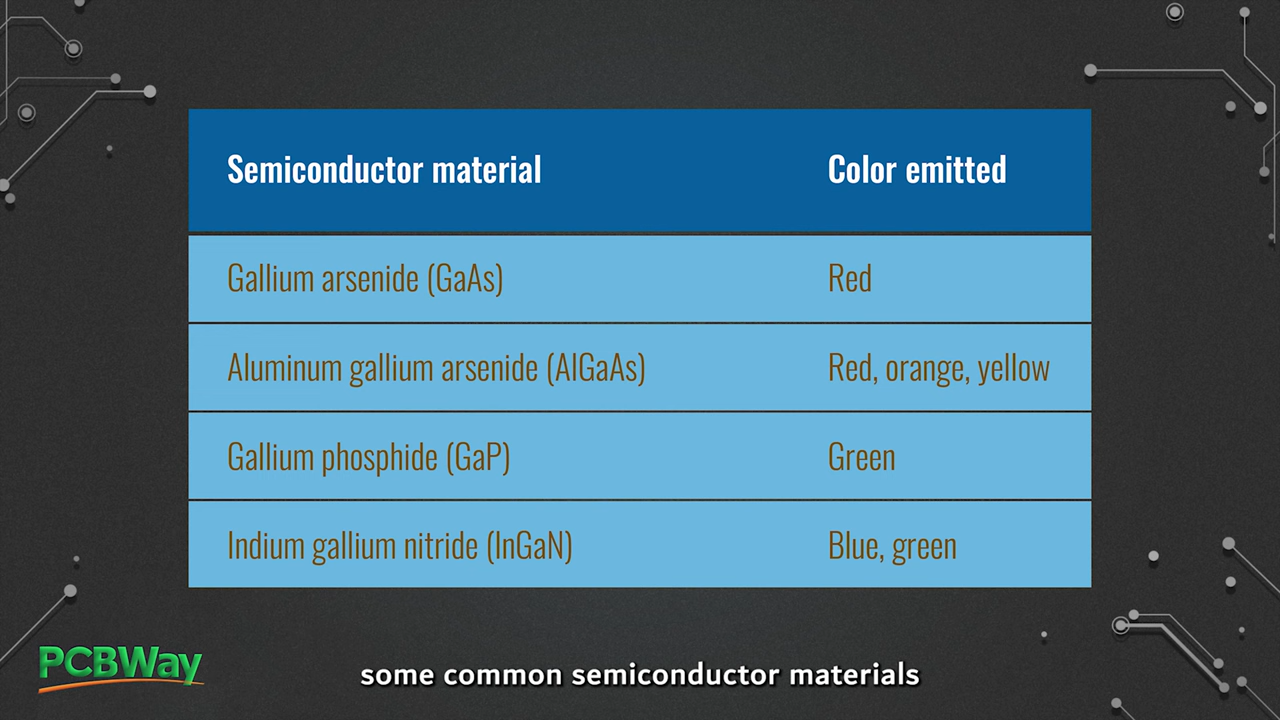 Semiconductor material Color emitted
Gallium arsenide (GaAs) Red
Aluminum gallium arsenide (AlGaAs) Red, orange, yellow
Gallium phosphide (GaP) Green
Indium gallium nitride (InGaN) Blue, green
PCBWay
some common semiconductor materials